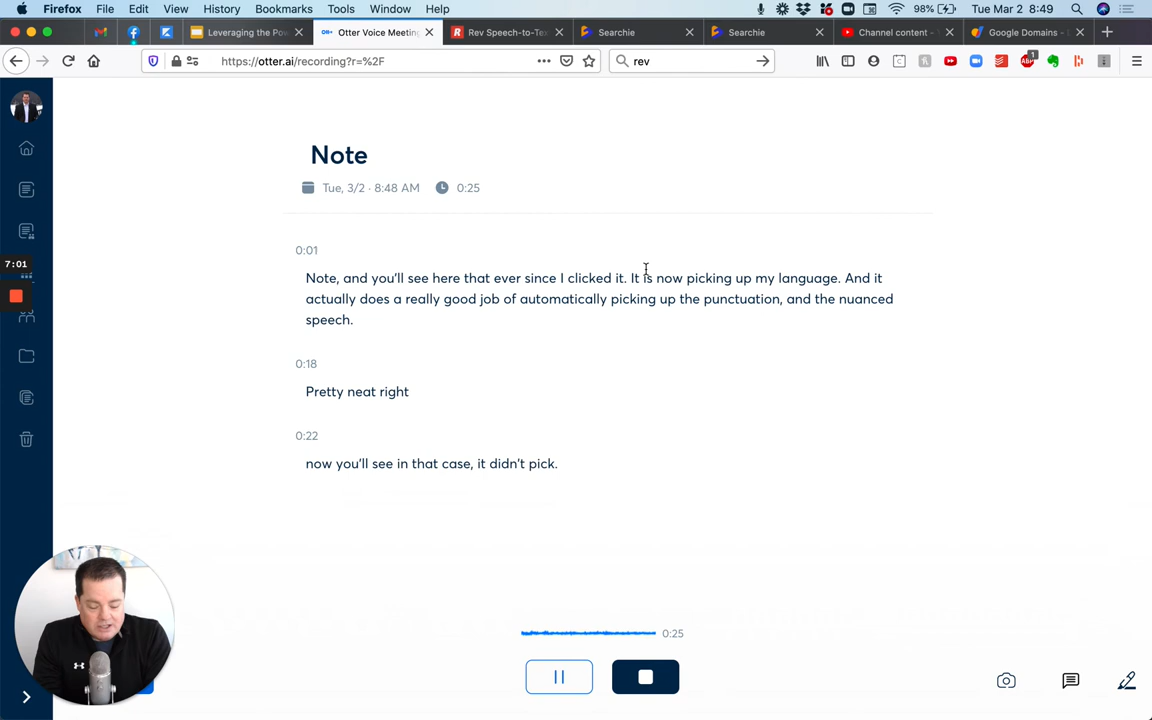 Firefox File Edit View History Bookmarks Tools Window Help 98% Tue Mar 2 8:49
Leveraging the Pow
Otter Voice Meeting
Rev Speech-to-Tex
Searchie
Searchie
Channel content -
Google Domains -
https://otter.ai/recording?r=%2F
rev
ABP
1
Note
Tue, 3/2 · 8:48 AM 0:25
0:01
Note, and you'll see here that ever since I clicked it. It is now picking up my language. And it
actually does a really good job of automatically picking up the punctuation, and the nuanced
speech.
7:01
0:18
Pretty neat right
0:22
now you'll see in that case, it didn't pick.
0:25